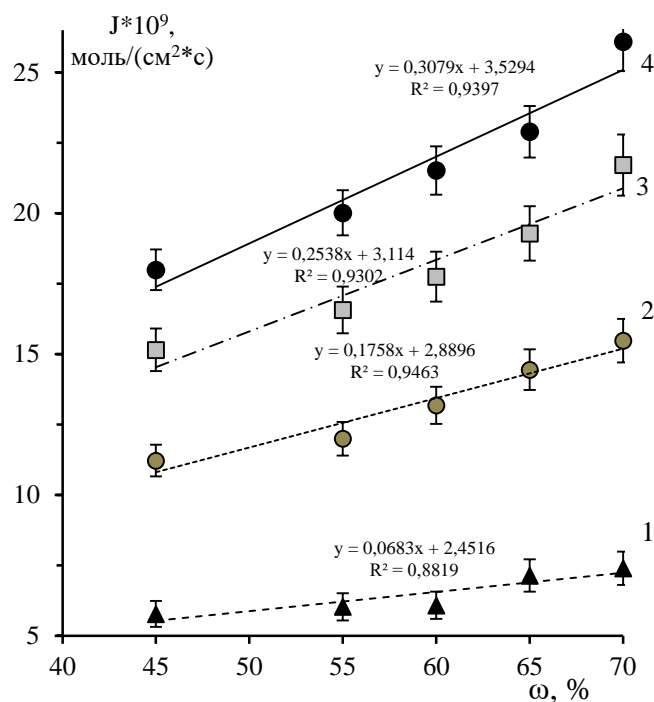 J*10⁹,
моль/(см²*с)
25
y = 0,3079x + 3,5294
R² = 0,9397
4
20
3
y = 0,2538x + 3,114
R² = 0,9302
2
15
y = 0,1758x + 2,8896
R² = 0,9463
10
1
y = 0,0683x + 2,4516
R² = 0,8819
5
40 45 50 55 60 65 70
ω, %